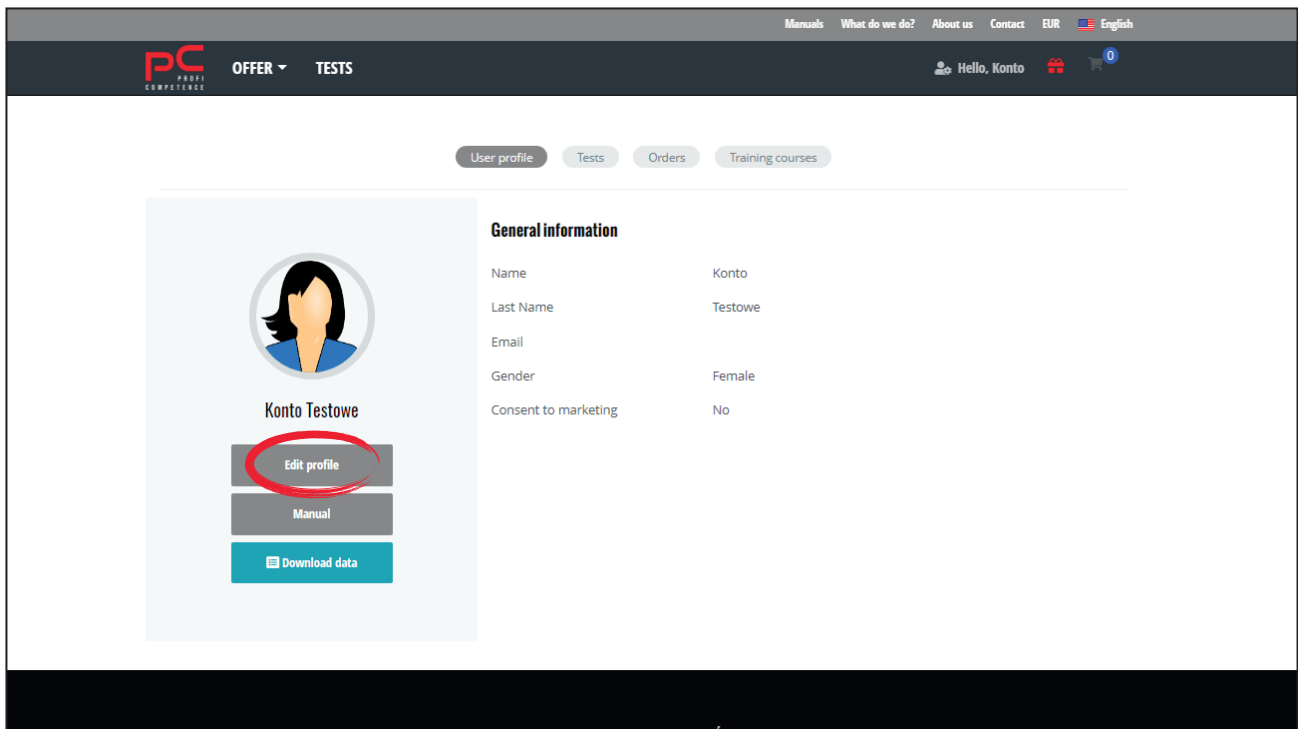 Manuals What do we do? About us Contact EUR English
PC
PROFI
COMPETENCE
OFFER TESTS
Hello, Konto 0
User profile Tests Orders Training courses
Konto Testowe
Edit profile
Manual
Download data
General information
Name Konto
Last Name Testowe
Email
Gender Female
Consent to marketing No